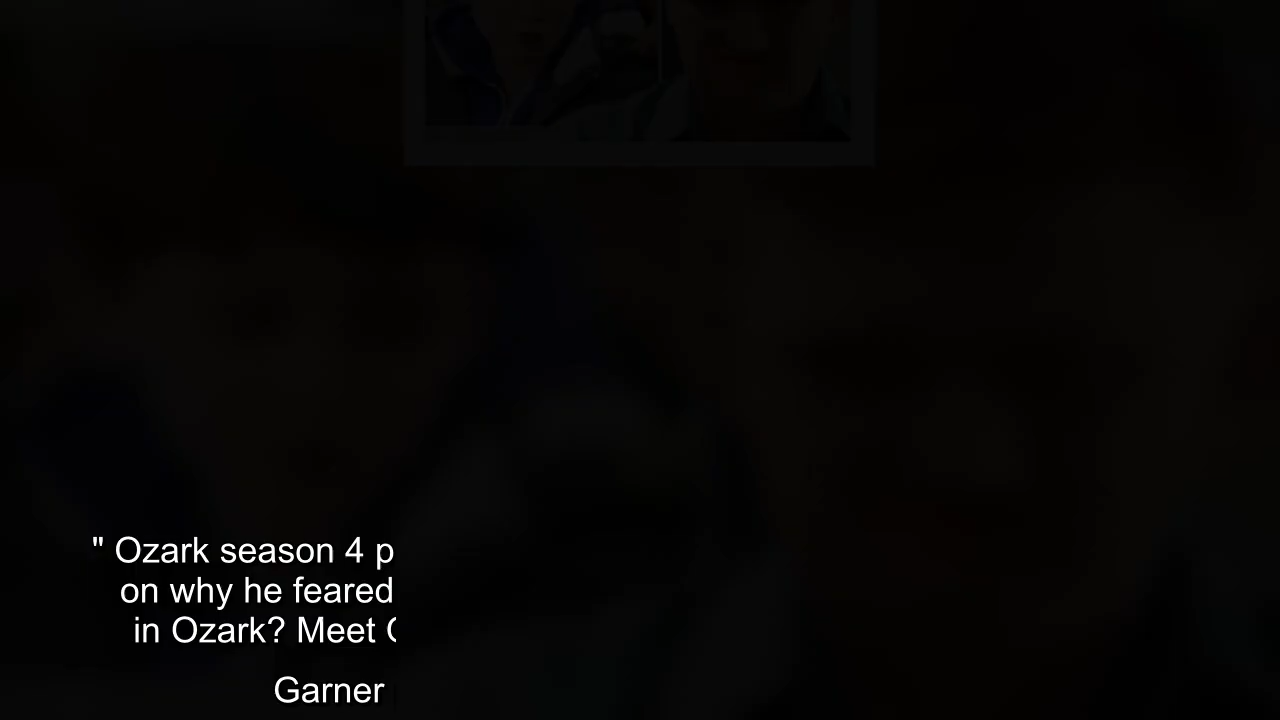 " Ozark season 4 p
on why he feared
in Ozark? Meet
Garner